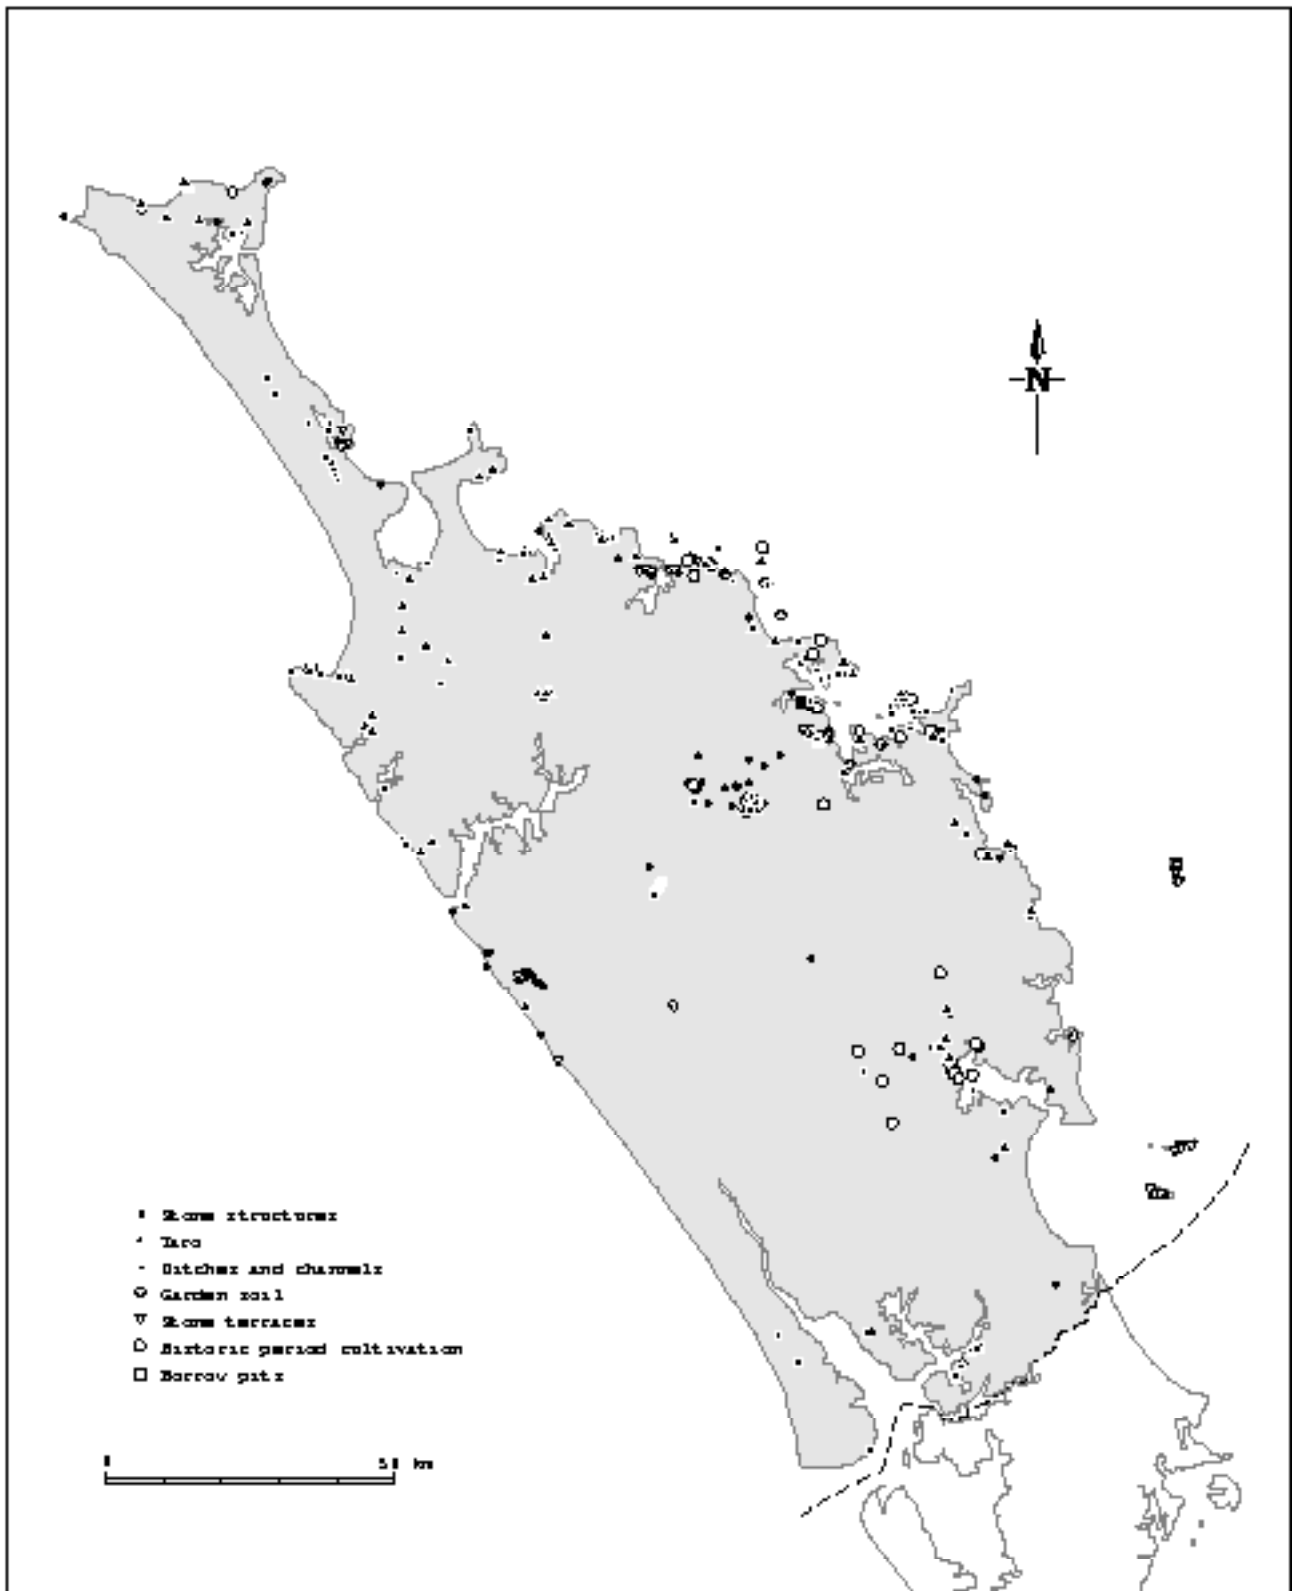 N
Stone structures
Taro
Ditches and channels
Garden soil
Stone terraces
Historic period cultivation
Borrow pits
0 50 km